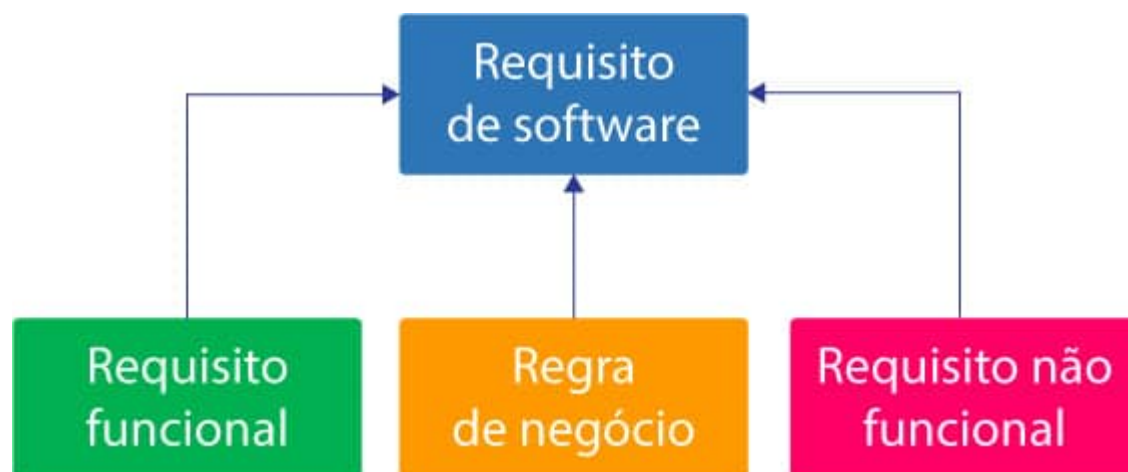 Requisito
de software
Requisito
funcional
Regra
de negócio
Requisito não
funcional